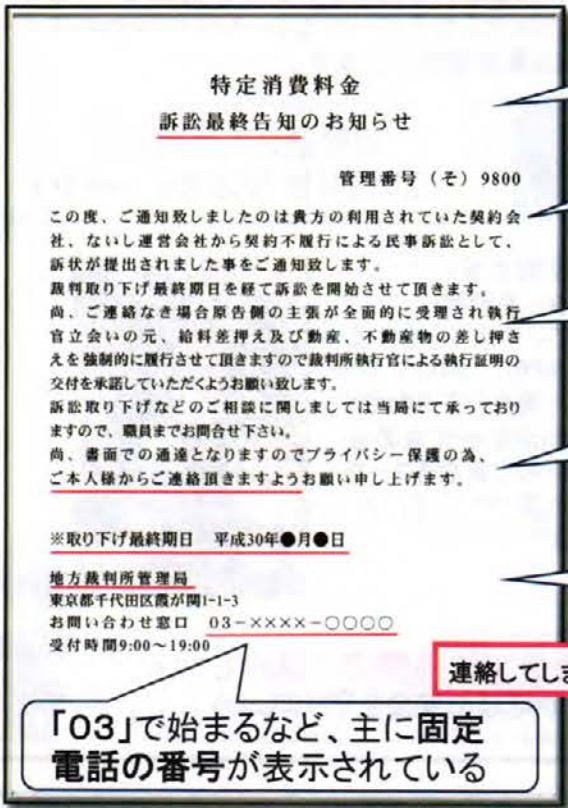 特定消費料金
訴訟最終告知のお知らせ
管理番号（そ）9800
この度、ご通知致しましたのは貴方の利用されていた契約会
社、ないし運営会社から契約不履行による民事訴訟として、
訴状が提出されました事をご通知致します。
裁判取り下げ最終期日を経て訴訟を開始させて頂きます。
尚、ご連絡なき場合原告側の主張が全面的に受理され執行
官立会いの元、給料差押え及び動産、不動産物の差し押さ
えを強制的に履行させて頂きますので裁判所執行官による執行証明の
交付を承諾していただくようお願い致します。
訴訟取り下げなどのご相談に関しましては当局にて承っており
ますので、職員までお問合せ下さい。
尚、書面での通達となりますのでプライバシー保護の為、
ご本人様からご連絡頂きますようお願い申し上げます。
※取り下げ最終期日　平成30年●月●日
地方裁判所管理局
東京都千代田区霞が関1-1-3
お問い合わせ窓口　03-××××-○○○○
受付時間9:00～19:00
連絡してしま
「03」で始まるなど、主に固定
電話の番号が表示されている